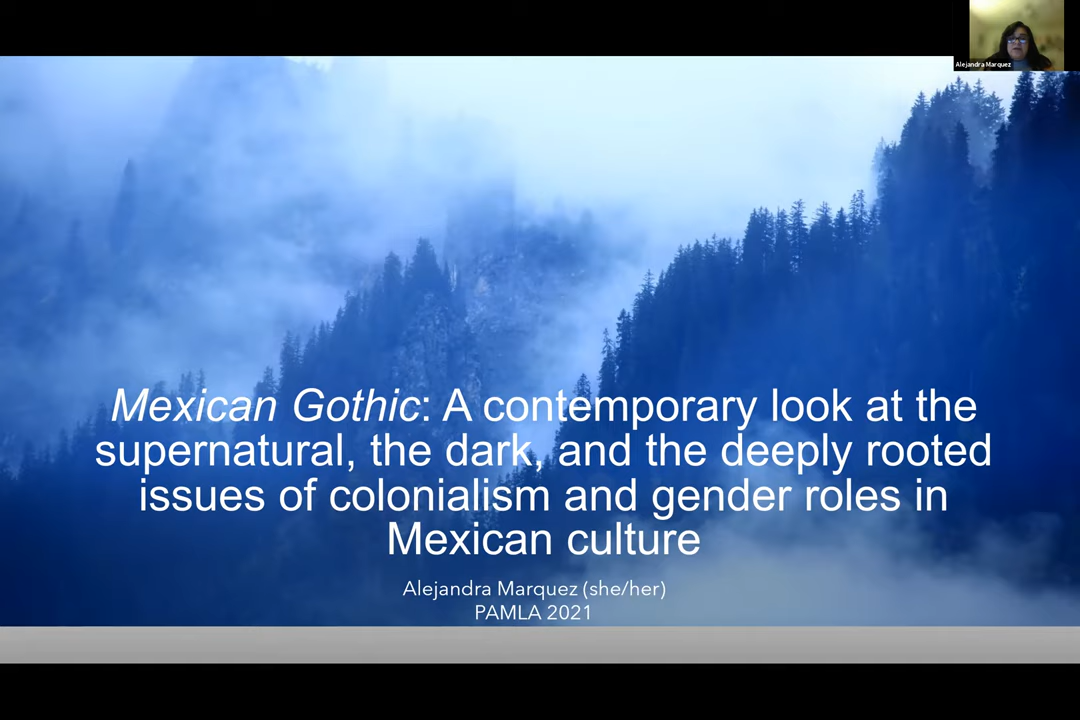 Alejandra Marquez
Mexican Gothic: A contemporary look at the
supernatural, the dark, and the deeply rooted
issues of colonialism and gender roles in
Mexican culture
Alejandra Marquez (she/her)
PAMLA 2021